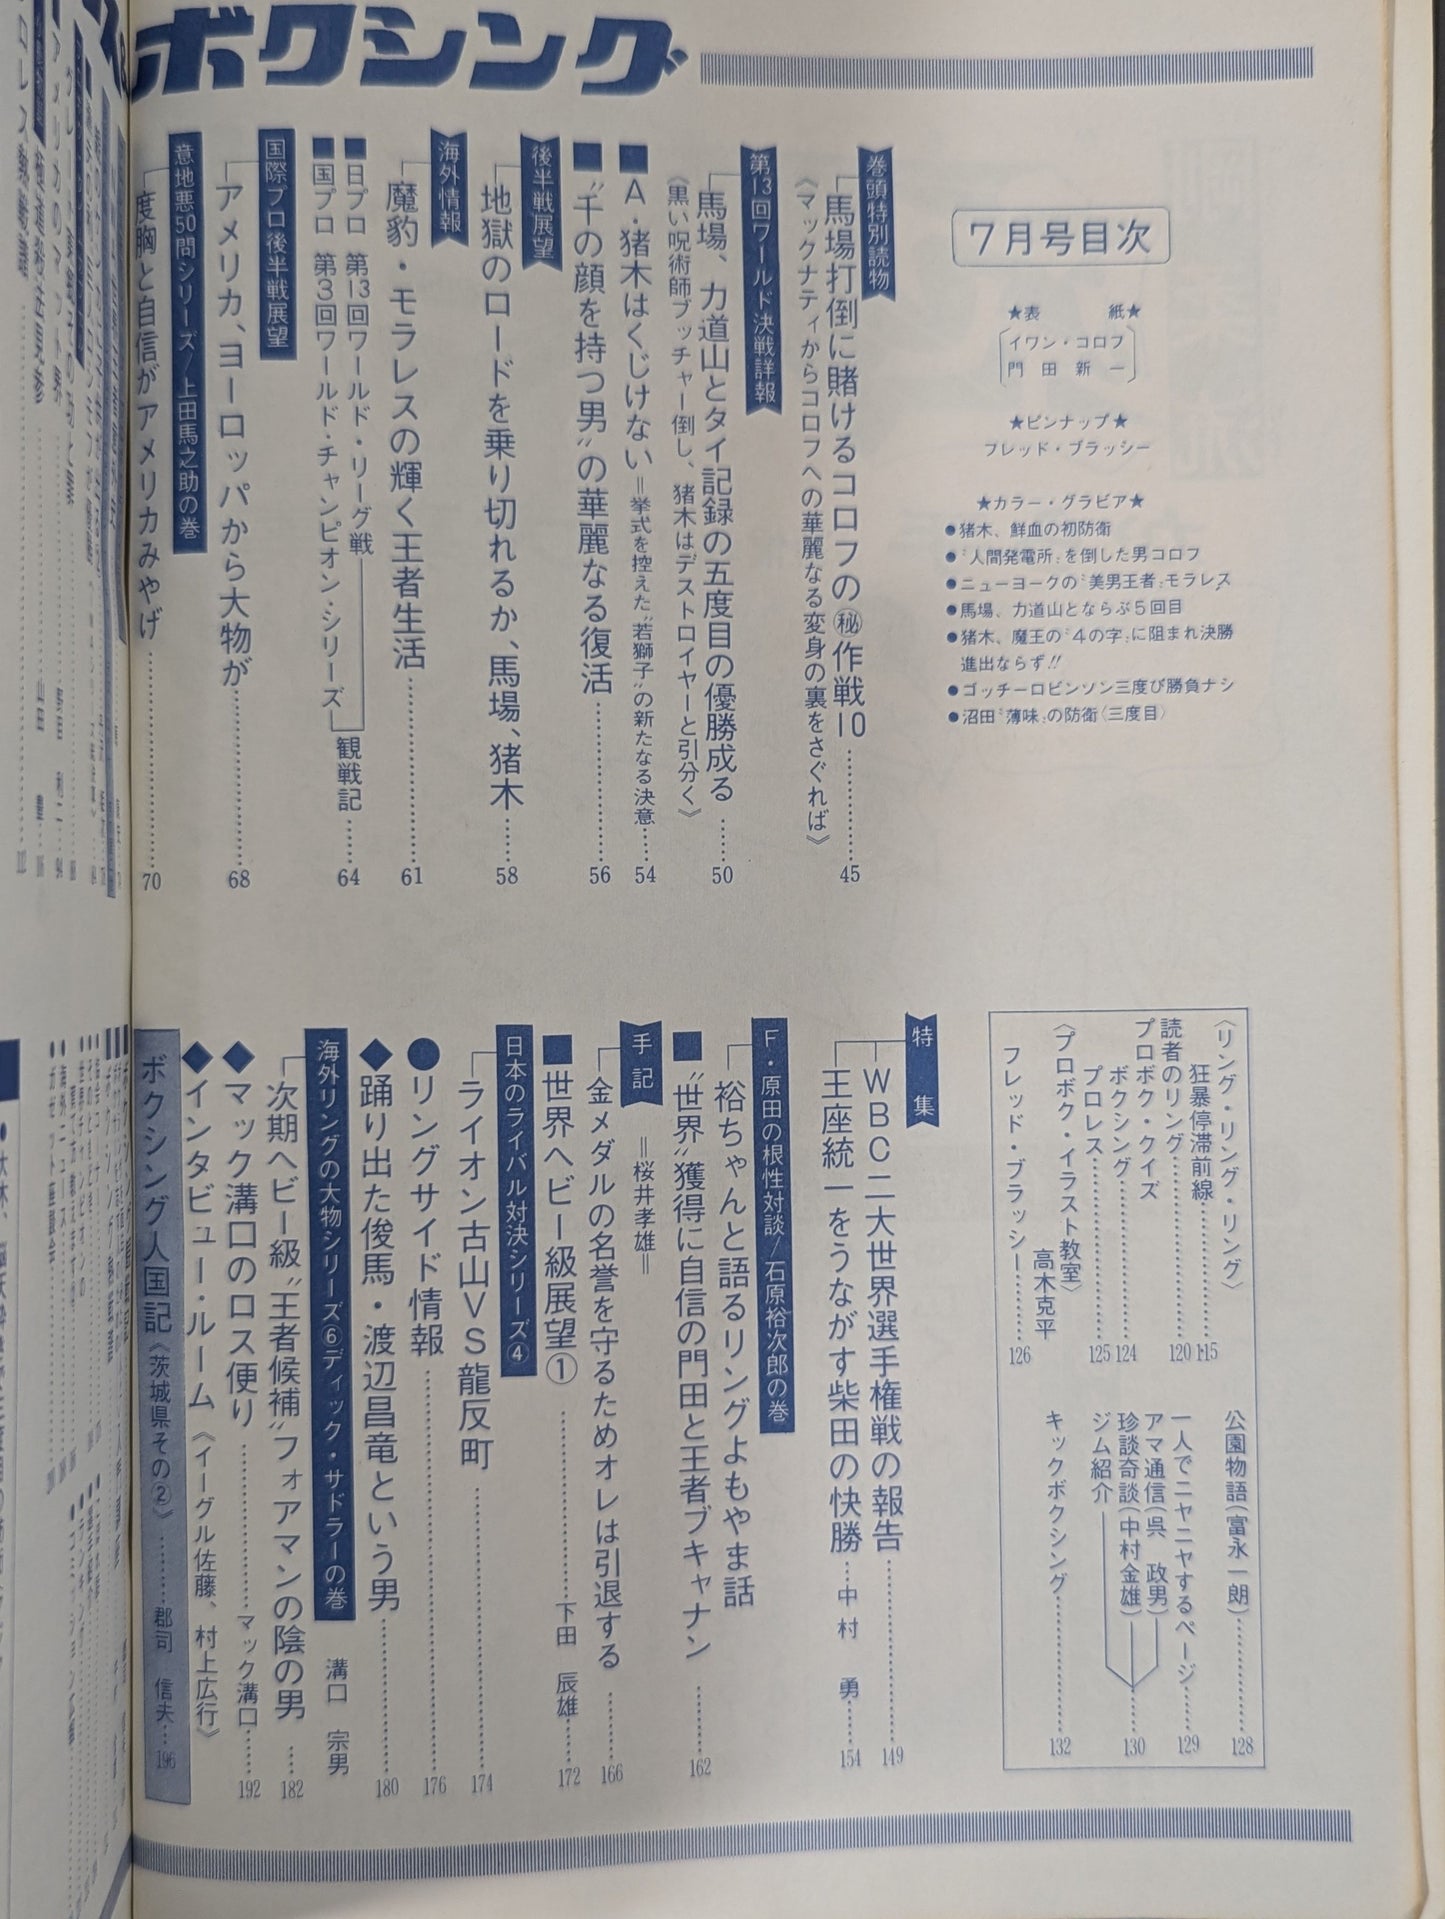 ボクシング
7月号目次
★表　紙★
イワン・コロフ
門田新一
★ピンナップ★
フレッド・ブラッシー
★カラー・グラビア★
●猪木、鮮血の初防衛
●〝人間発電所〟を倒した男コロフ
●ニューヨークの〝美男王者〟モラレス
●馬場、力道山とならぶ5回目
●猪木、魔王の〝4の字〟に阻まれ決勝
進出ならず!!
●ゴッチーロビンソン三度び勝負ナシ
●沼田〝薄味〟の防衛〈三度目〉
巻頭特別読物
馬場打倒に賭けるコロフの㊙作戦10……45
《マックナティからコロフへの華麗なる変身の裏をさぐれば》
第13回ワールド決戦詳報
馬場、力道山とタイ記録の五度目の優勝成る……50
《黒い呪術師ブッチャー倒し、猪木はデストロイヤーと引分く》
■A・猪木はくじけない＝挙式を控えた〝若獅子〟の新たなる決意……54
■〝千の顔を持つ男〟の華麗なる復活……56
後半戦展望
地獄のロードを乗り切れるか、馬場、猪木……58
海外情報
魔豹・モラレスの輝く王者生活……61
■日プロ　第13回ワールド・リーグ戦
■国プロ　第3回ワールド・チャンピオン・シリーズ
観戦記……64
国際プロ後半戦展望
アメリカ、ヨーロッパから大物が……68
意地悪50問シリーズ/上田馬之助の巻
度胸と自信がアメリカみやげ……70
〈リング・リング・リング〉
狂暴停滞前線……115
読者のリング……120
プロボク・クイズ
ボクシング……124
プロレス……125
〈プロボク・イラスト教室〉
高木克平
フレッド・ブラッシー……126
公園物語（富永一朗）……128
一人でニヤニヤするページ……129
アマ通信（呉　政男）
珍談奇談（中村金雄）
ジム紹介
……130
キックボクシング……132
特集
WBC二大世界選手権戦の報告……149
王座統一をうながす柴田の快勝…中村　勇…154
F・原田の根性対談/石原裕次郎の巻
裕ちゃんと語るリングよもやま話
■〝世界〟獲得に自信の門田と王者ブキャナン……162
手記
＝桜井孝雄＝
金メダルの名誉を守るためオレは引退する……166
■世界ヘビー級展望①……下田　辰雄…172
日本のライバル対決シリーズ④
ライオン古山VS龍反町……174
●リングサイド情報……176
◆踊り出た俊馬・渡辺昌竜という男……180
海外リングの大物シリーズ⑥ディック・サドラーの巻
溝口　宗男
次期ヘビー級〝王者候補〟フォアマンの陰の男……182
◆マック溝口のロス便り……マック溝口……192
◆インタビュー・ルーム《イーグル佐藤、村上広行》
ボクシング人国記《茨城県その②》……郡司　信夫…196